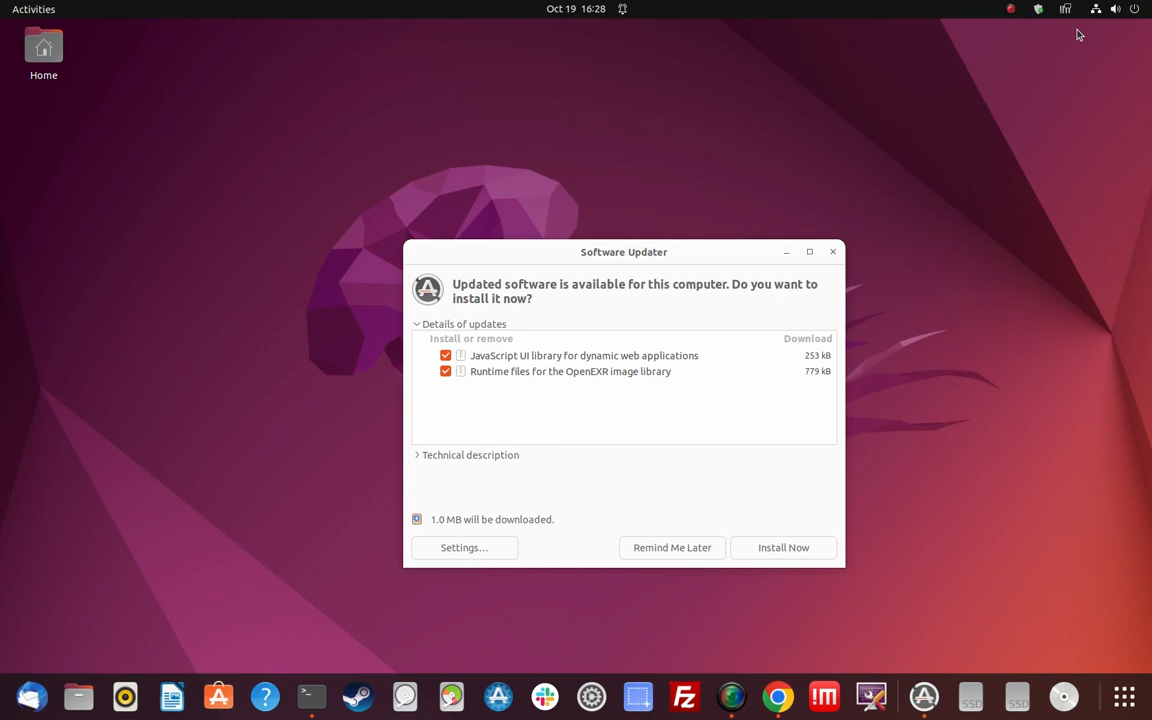 Activities
Oct 19 16:28
Home
Software Updater
Updated software is available for this computer. Do you want to
install it now?
Details of updates
Install or remove Download
JavaScript UI library for dynamic web applications 253 kB
Runtime files for the OpenEXR image library 779 kB
Technical description
1.0 MB will be downloaded.
Settings...
Remind Me Later
Install Now
>_
?
FZ
!M
SSD
SSD